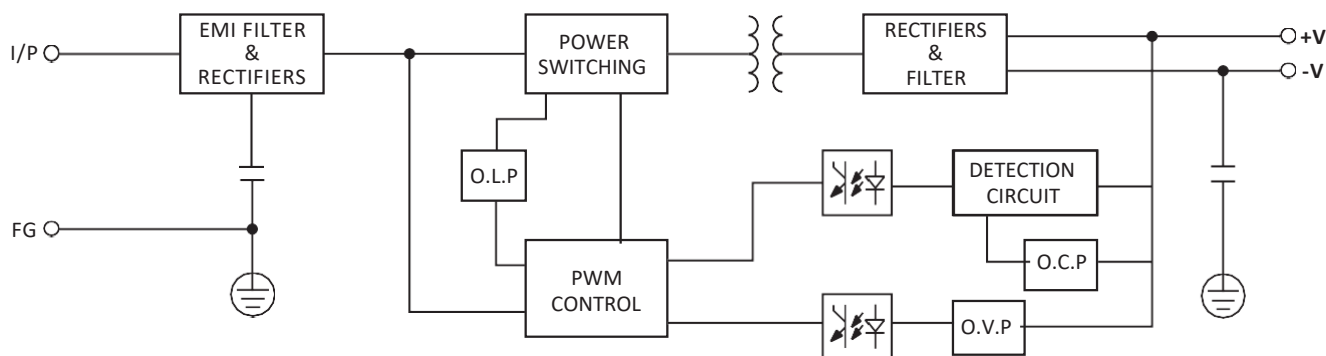 I/P
EMI FILTER
&
RECTIFIERS
POWER
SWITCHING
RECTIFIERS
&
FILTER
+V
-V
O.L.P
DETECTION
CIRCUIT
FG
PWM
CONTROL
O.C.P
O.V.P